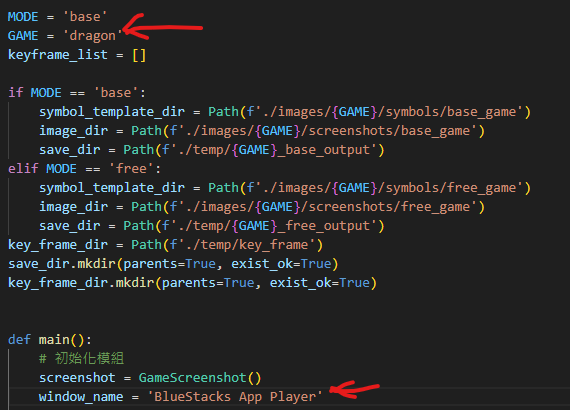 MODE = 'base'
GAME = 'dragon'
keyframe_list = []
if MODE == 'base':
symbol_template_dir = Path(f'./images/{GAME}/symbols/base_game')
image_dir = Path(f'./images/{GAME}/screenshots/base_game')
save_dir = Path(f'./temp/{GAME}_base_output')
elif MODE == 'free':
symbol_template_dir = Path(f'./images/{GAME}/symbols/free_game')
image_dir = Path(f'./images/{GAME}/screenshots/free_game')
save_dir = Path(f'./temp/{GAME}_free_output')
key_frame_dir = Path(f'./temp/key_frame')
save_dir.mkdir(parents=True, exist_ok=True)
key_frame_dir.mkdir(parents=True, exist_ok=True)
def main():
# 初始化模組
screenshot = GameScreenshot()
window_name = 'BlueStacks App Player'